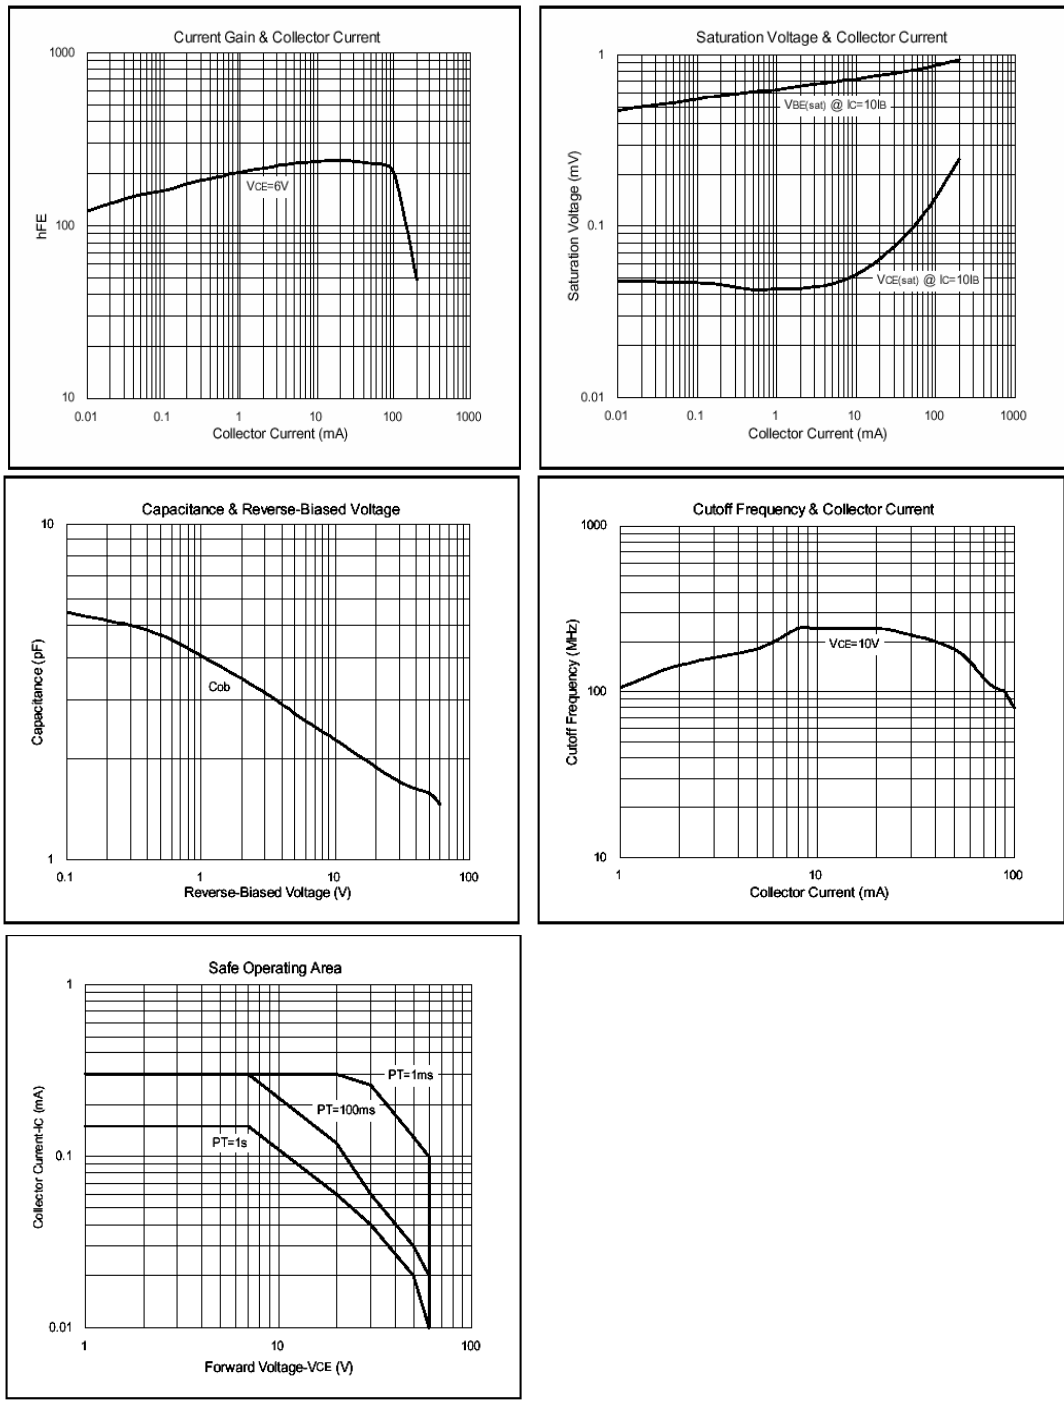 Current Gain & Collector Current
1000
100
10
hFE
VCE=6V
0.01 0.1 1 10 100 1000
Collector Current (mA)
Saturation Voltage & Collector Current
1
0.1
0.01
Saturation Voltage (mV)
VBE(sat) @ IC=10IB
VCE(sat) @ IC=10IB
0.01 0.1 1 10 100 1000
Collector Current (mA)
Capacitance & Reverse-Biased Voltage
10
1
Capacitance (pF)
Cob
0.1 1 10 100
Reverse-Biased Voltage (V)
Cutoff Frequency & Collector Current
1000
100
10
Cutoff Frequency (MHz)
VCE=10V
1 10 100
Collector Current (mA)
Safe Operating Area
1
0.1
0.01
Collector Current-IC (mA)
PT=1ms
PT=100ms
PT=1s
1 10 100
Forward Voltage-VCE (V)